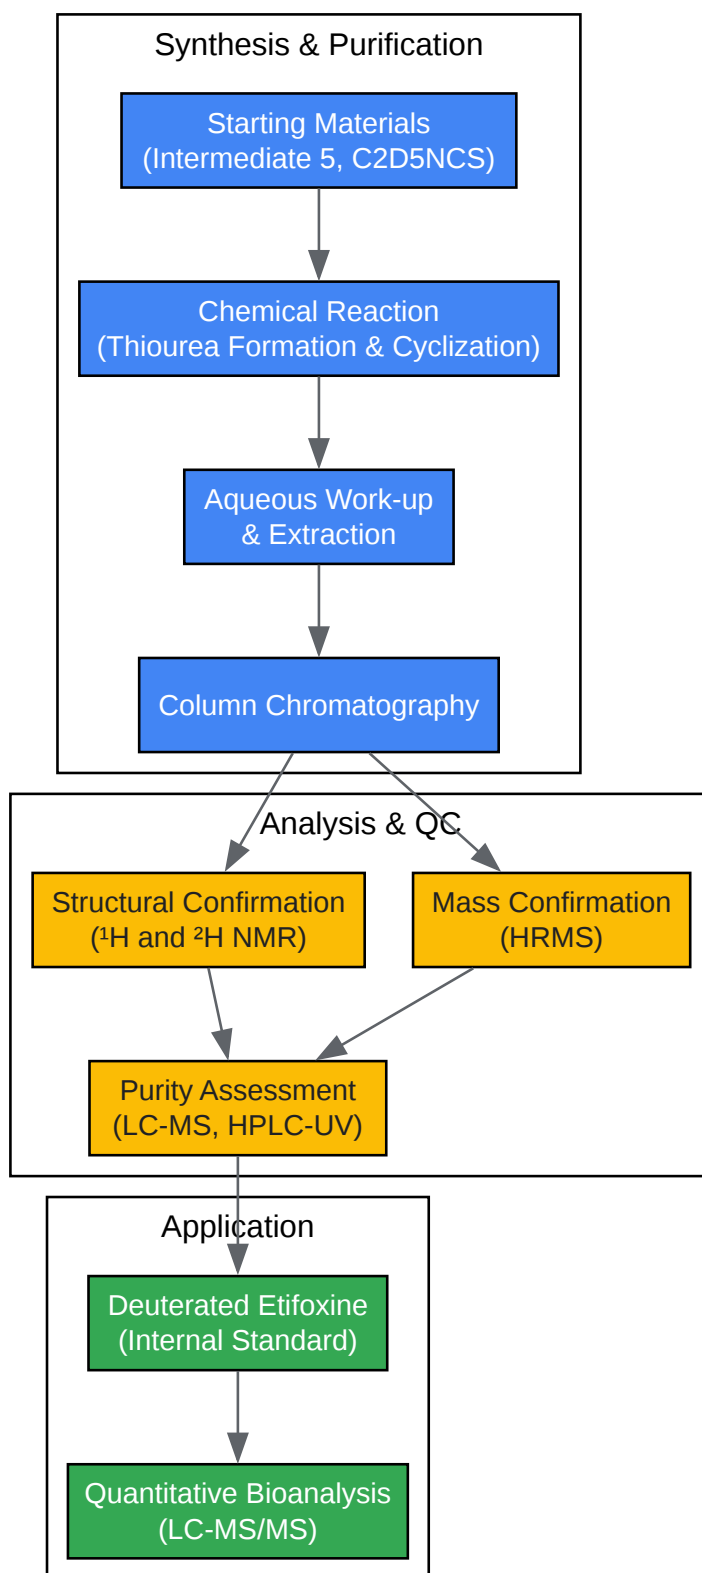 Synthesis & Purification
Starting Materials
(Intermediate 5, C2D5NCS)
Chemical Reaction
(Thiourea Formation & Cyclization)
Aqueous Work-up
& Extraction
Column Chromatography
Analysis & QC
Structural Confirmation
(¹H and ²H NMR)
Mass Confirmation
(HRMS)
Purity Assessment
(LC-MS, HPLC-UV)
Application
Deuterated Etifoxine
(Internal Standard)
Quantitative Bioanalysis
(LC-MS/MS)